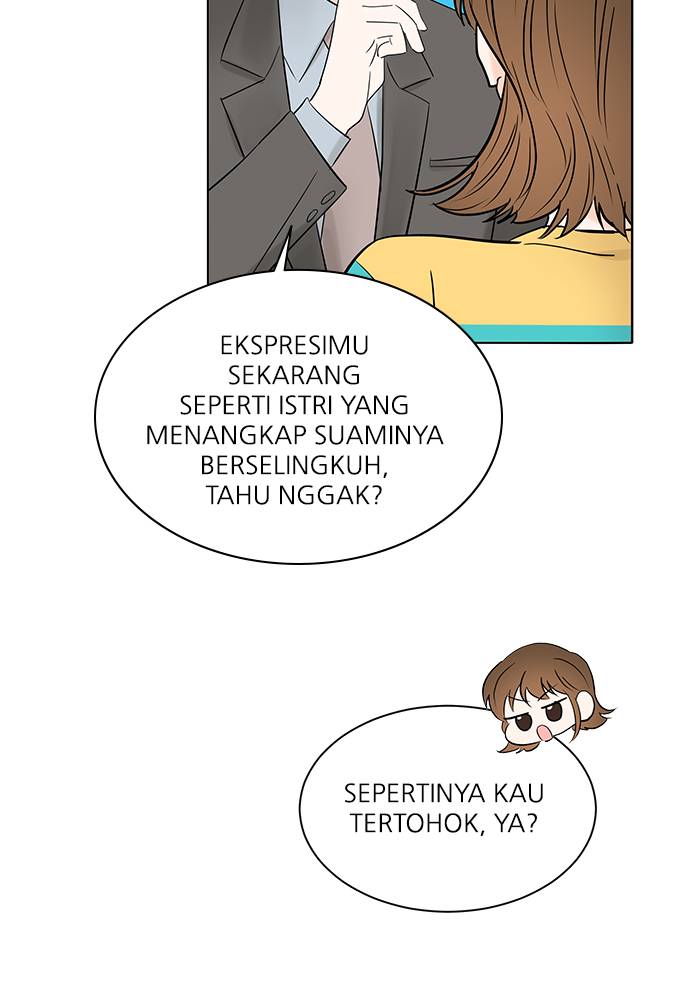 EKSPRESIMU
SEKARANG
SEPERTI ISTRI YANG
MENANGKAP SUAMINYA
BERSELINGKUH,
TAHU NGGAK?
SEPERTINYA KAU
TERTOHOK, YA?